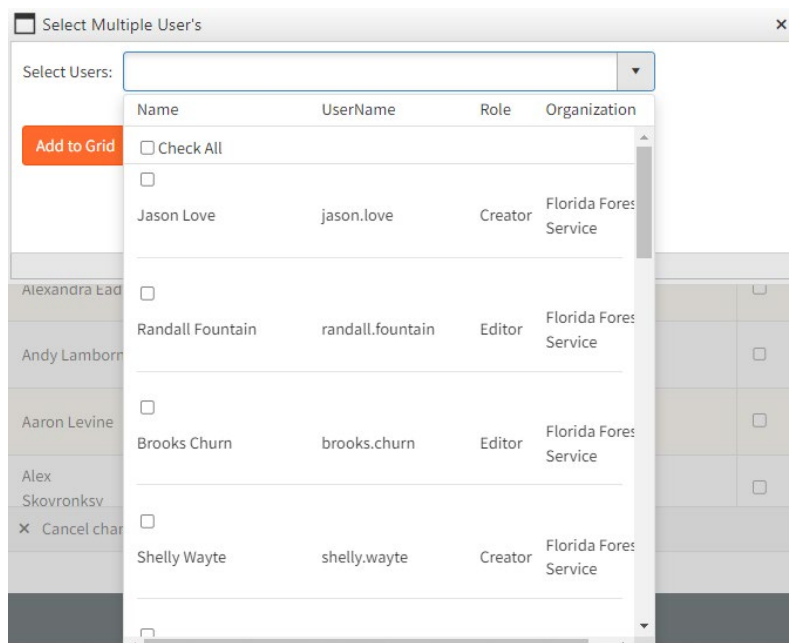 Select Multiple User's
Select Users:
Name UserName Role Organization
Add to Grid
Check All
Jason Love jason.love Creator Florida Fores
Service
Randall Fountain randall.fountain Editor Florida Fores
Service
Brooks Churn brooks.churn Editor Florida Fores
Service
Shelly Wayte shelly.wayte Creator Florida Fores
Service
Alexandra Ead
Andy Lamborn
Aaron Levine
Alex
Skovronksy
Cancel chan